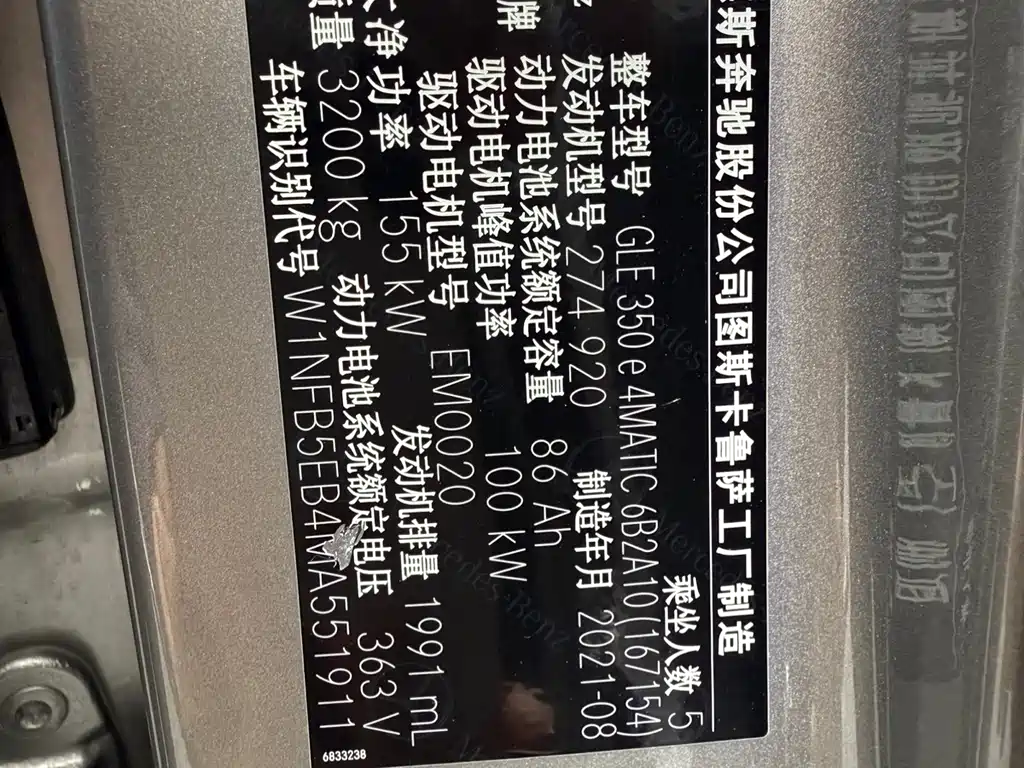 斯奔驰股份公司图斯卡鲁萨工厂制造
乘坐人数 5
牌
整车型号 GLE 350 e 4MATIC 6B2A10(167154)
发动机型号 274 920 制造年月 2021-08
动力电池系统额定容量 86 Ah
驱动电机峰值功率 100 kW
驱动电机型号 EM0020
净功率 155 kW 发动机排量 1991 mL
量 3200 kg 动力电池系统额定电压 363 V
车辆识别代号 W1NFB5EB4MA551911
6833238
Mercedes-Benz